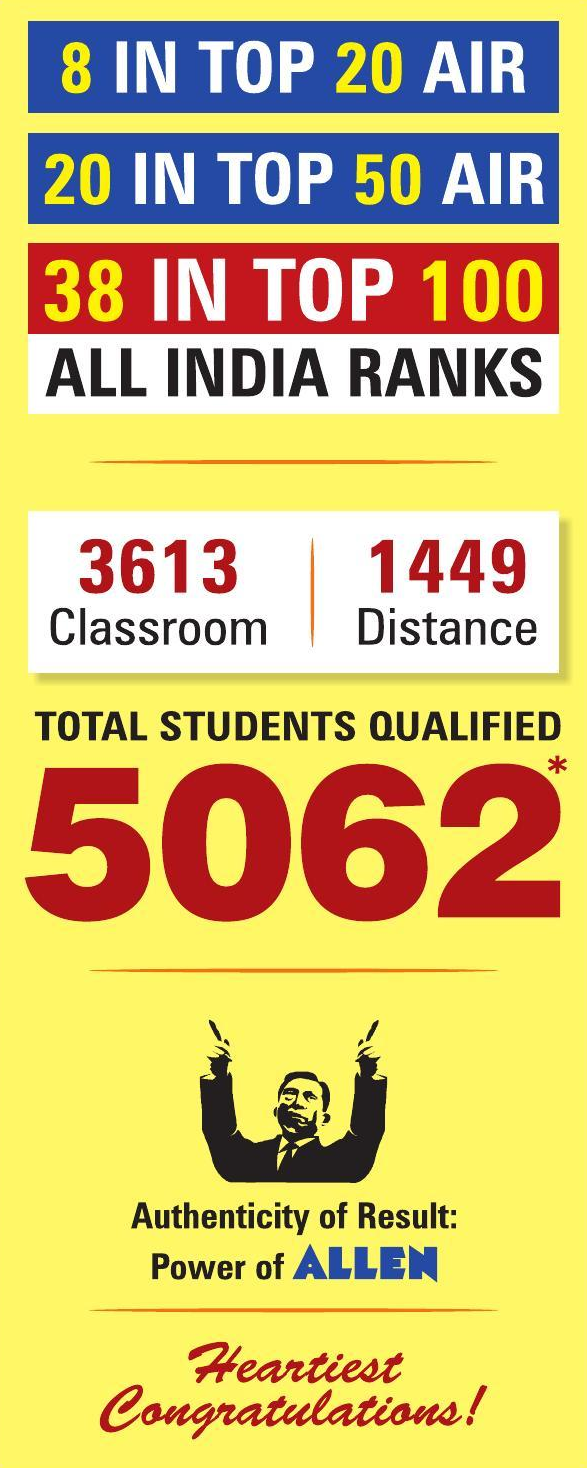 8 IN TOP 20 AIR
20 IN TOP 50 AIR
38 IN TOP 100
ALL INDIA RANKS
3613 1449
Classroom Distance
TOTAL STUDENTS QUALIFIED
5062*
Authenticity of Result:
Power of ALLEN
Heartiest
Congratulations!